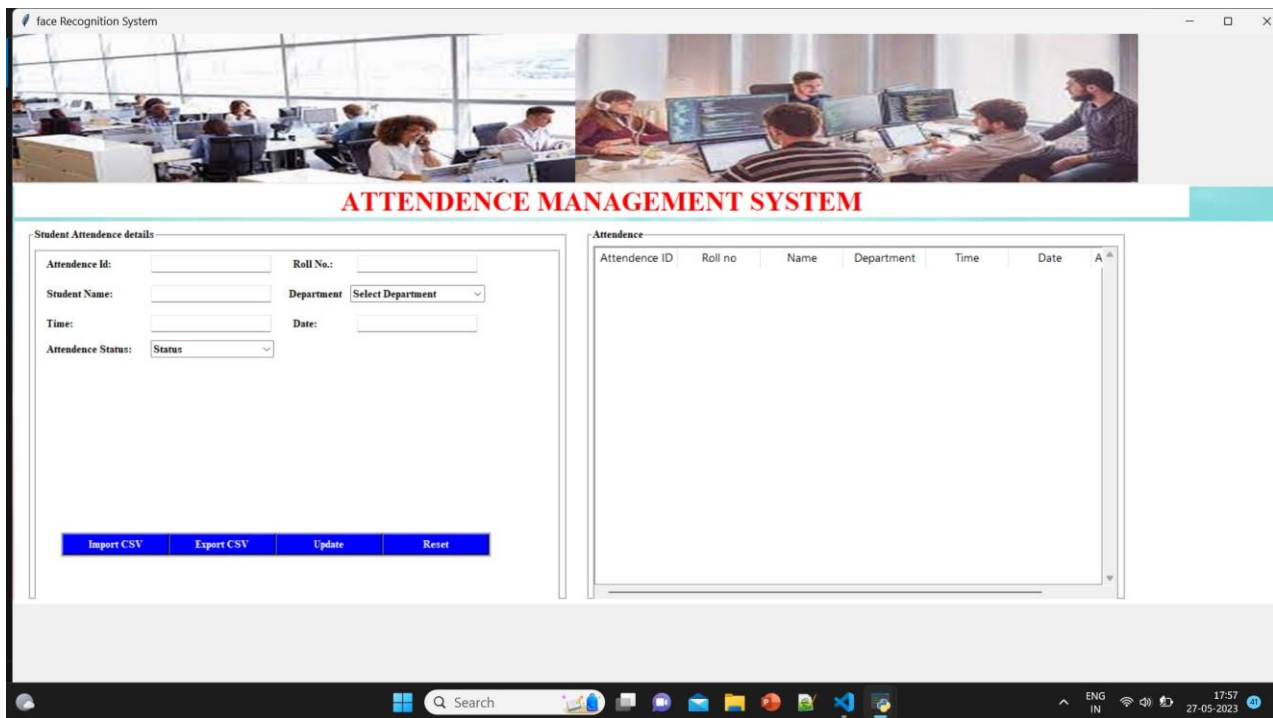 face Recognition System
ATTENDENCE MANAGEMENT SYSTEM
Student Attendence details
Attendence Id:
Roll No.:
Student Name:
Department
Select Department
Time:
Date:
Attendence Status:
Status
Import CSV
Export CSV
Update
Reset
Attendence
Attendence ID Roll no Name Department Time Date A
Search
ENG
IN
17:57
27-05-2023
41